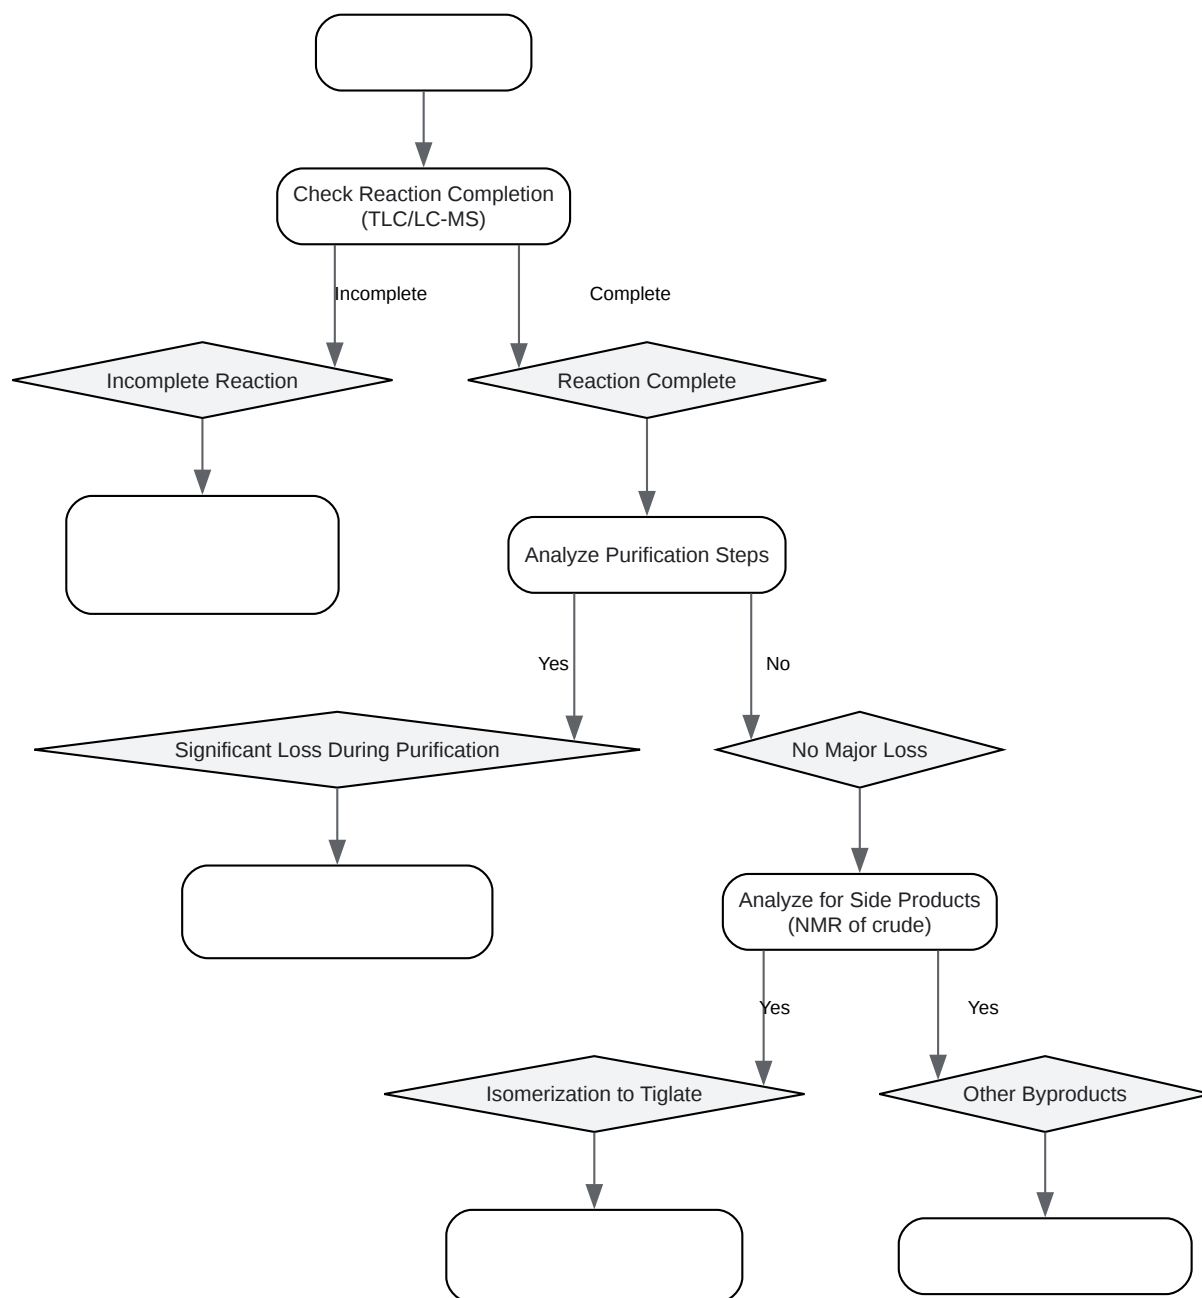 Check Reaction Completion
(TLC/LC-MS)
Incomplete
Complete
Incomplete Reaction
Reaction Complete
Analyze Purification Steps
Yes
No
Significant Loss During Purification
No Major Loss
Analyze for Side Products
(NMR of crude)
Yes
Yes
Isomerization to Tiglate
Other Byproducts